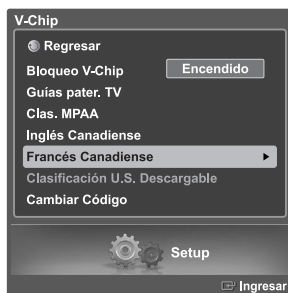 V-Chip
Regresar
Bloqueo V-Chip Encendido
Guías pater. TV
Clas. MPAA
Inglés Canadiense
Francés Canadiense
Clasificación U.S. Descargable
Cambiar Código
Setup
Ingresar